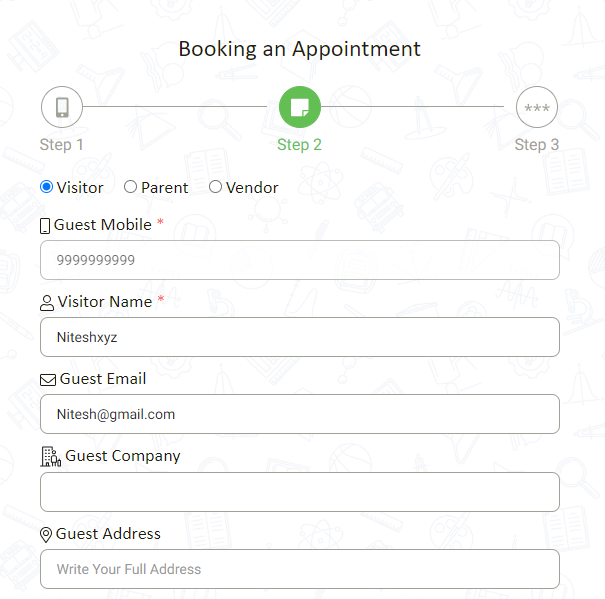 Booking an Appointment
***
Step 1 Step 2 Step 3
Visitor Parent Vendor
Guest Mobile *
9999999999
Visitor Name *
Niteshxyz
Guest Email
Nitesh@gmail.com
Guest Company
Guest Address
Write Your Full Address